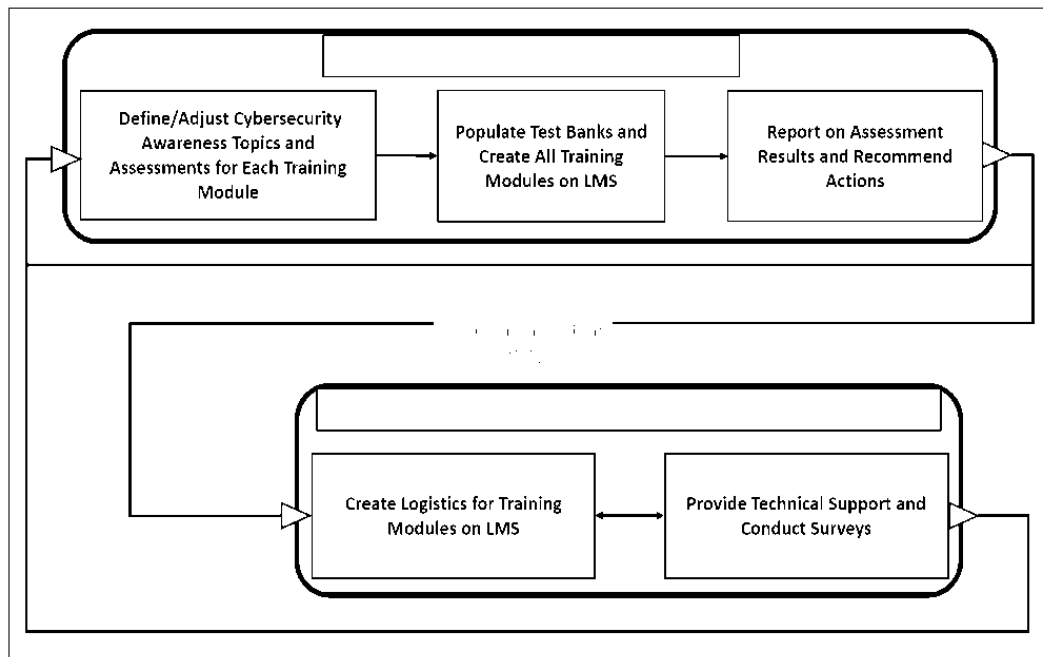 Define/Adjust Cybersecurity
Awareness Topics and
Assessments for Each Training
Module
Populate Test Banks and
Create All Training
Modules on LMS
Report on Assessment
Results and Recommend
Actions
Create Logistics for Training
Modules on LMS
Provide Technical Support and
Conduct Surveys